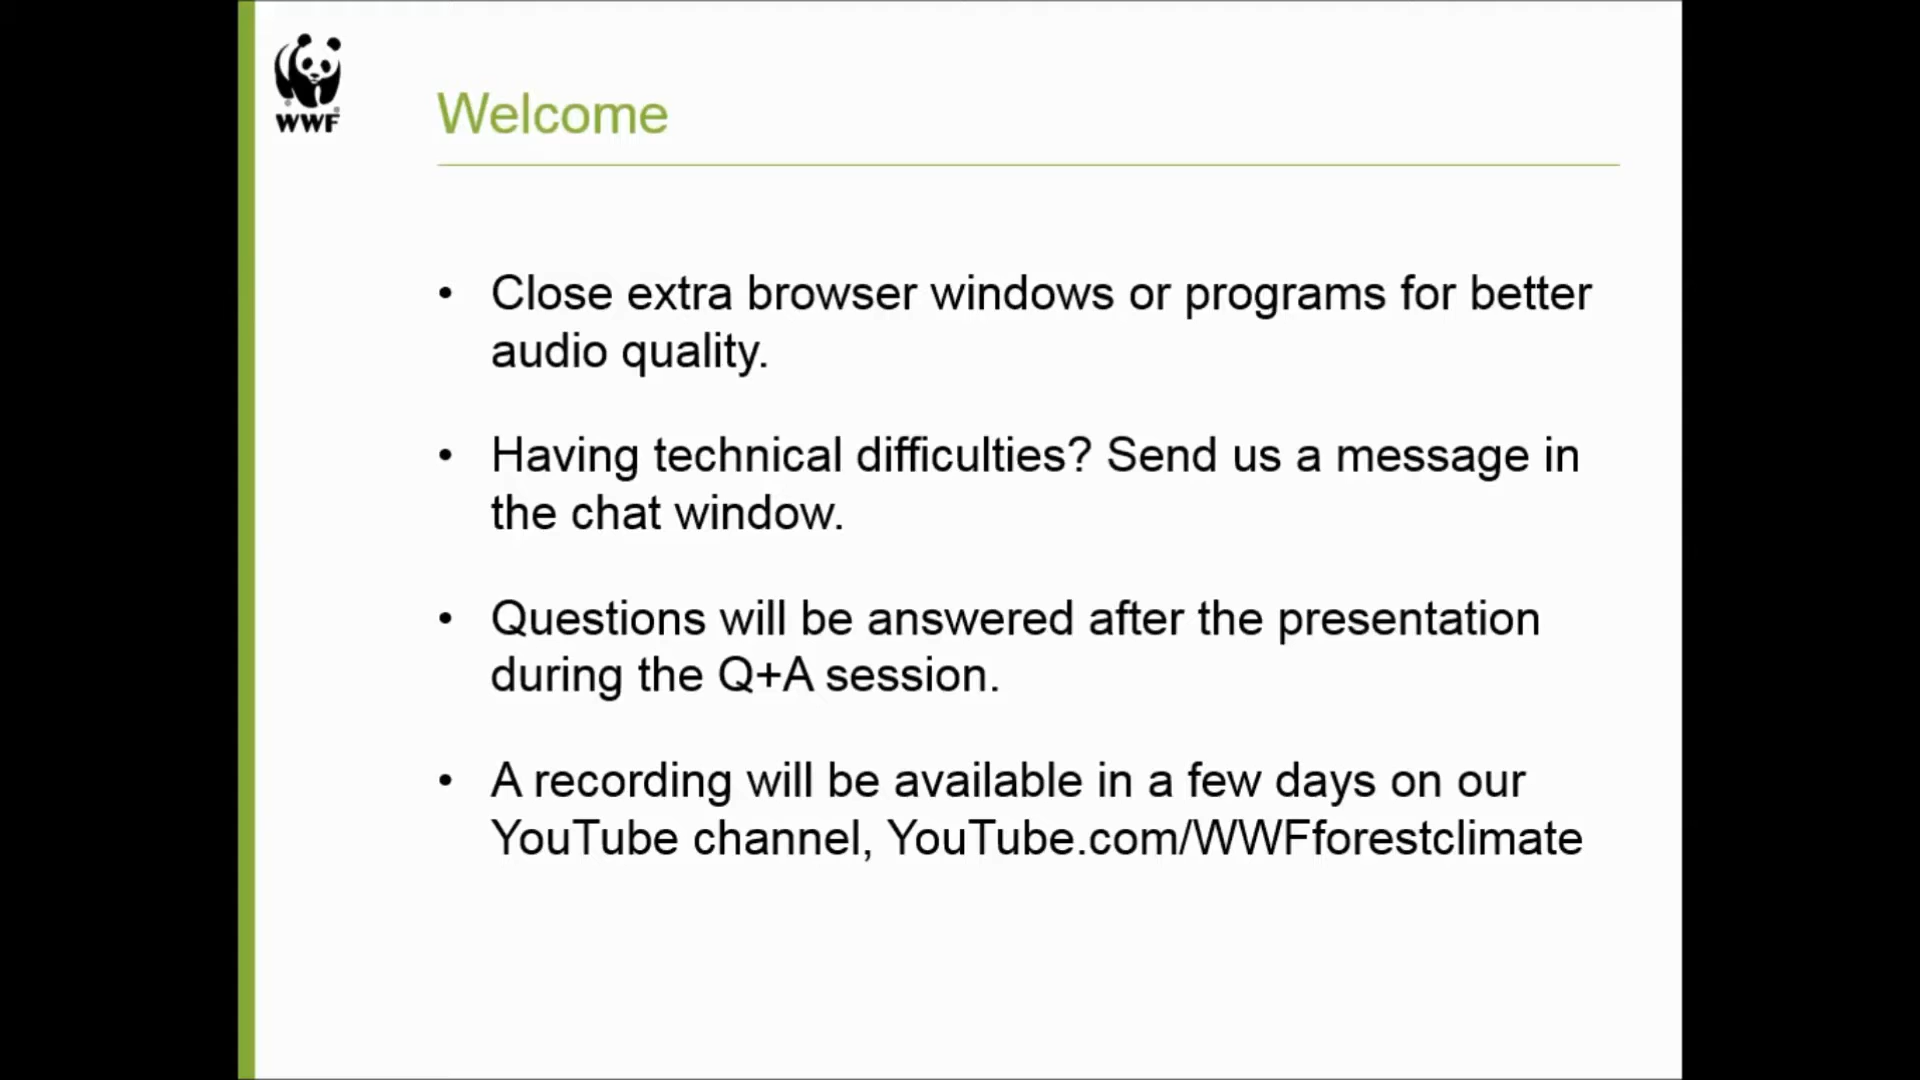 WWF
Welcome
• Close extra browser windows or programs for better
audio quality.
• Having technical difficulties? Send us a message in
the chat window.
• Questions will be answered after the presentation
during the Q+A session.
• A recording will be available in a few days on our
YouTube channel, YouTube.com/WWFforestclimate